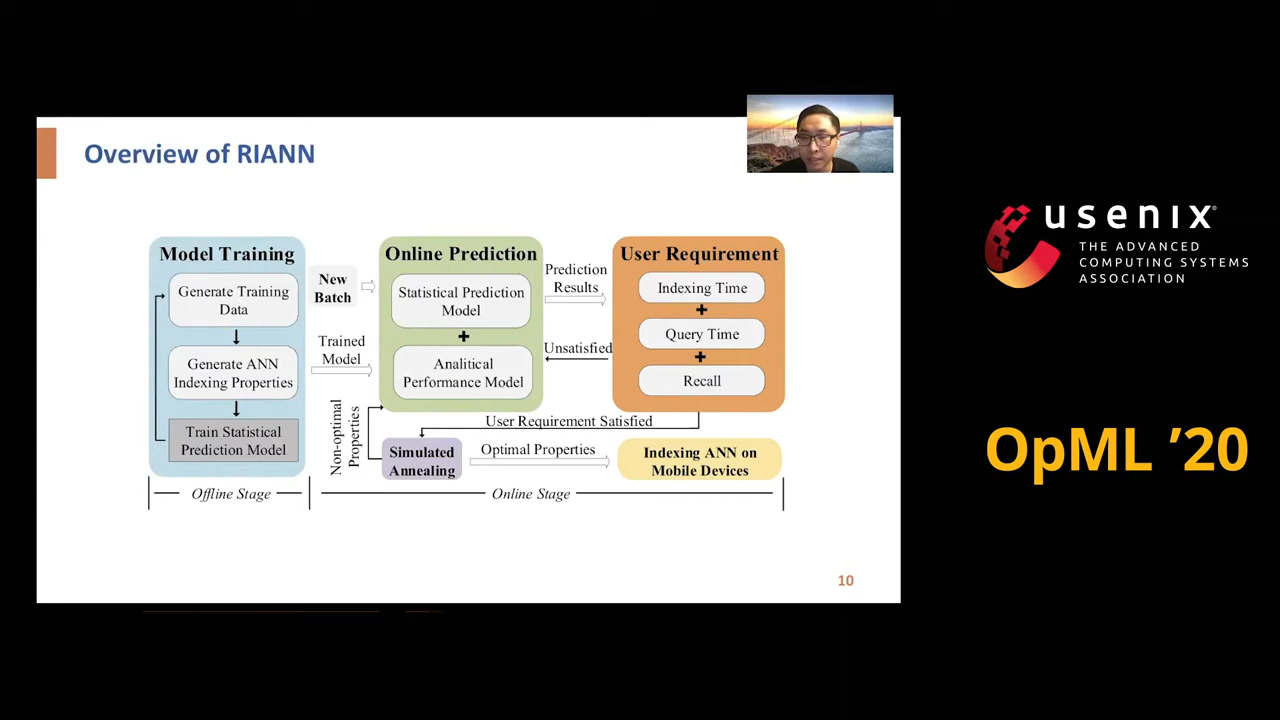 Overview of RIANN
Model Training
Generate Training
Data
Generate ANN
Indexing Properties
Train Statistical
Prediction Model
New
Batch
Trained
Model
Online Prediction
Statistical Prediction
Model
+
Analitical
Performance Model
Prediction
Results
Unsatisfied
User Requirement
Indexing Time
+
Query Time
+
Recall
User Requirement Satisfied
Non-optimal
Properties
Simulated
Annealing
Optimal Properties
Indexing ANN on
Mobile Devices
Offline Stage
Online Stage
10
usenix®
THE ADVANCED
COMPUTING SYSTEMS
ASSOCIATION
OpML ’20